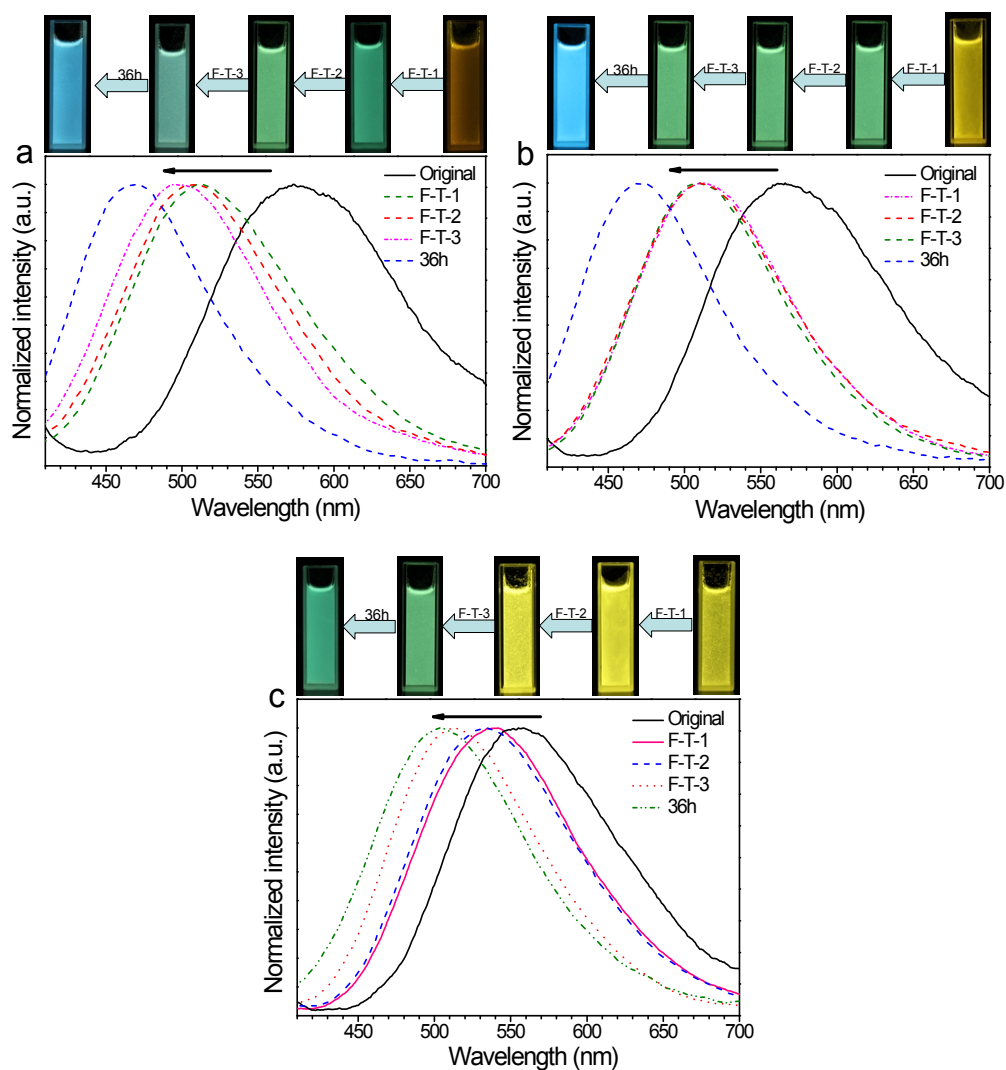 36h F-T-3 F-T-2 F-T-1
36h F-T-3 F-T-2 F-T-1
a
Original
F-T-1
F-T-2
F-T-3
36h
Normalized intensity (a.u.)
450 500 550 600 650 700
Wavelength (nm)
b
Original
F-T-1
F-T-2
F-T-3
36h
Normalized intensity (a.u.)
450 500 550 600 650 700
Wavelength (nm)
36h F-T-3 F-T-2 F-T-1
c
Original
F-T-1
F-T-2
F-T-3
36h
Normalized intensity (a.u.)
450 500 550 600 650 700
Wavelength (nm)